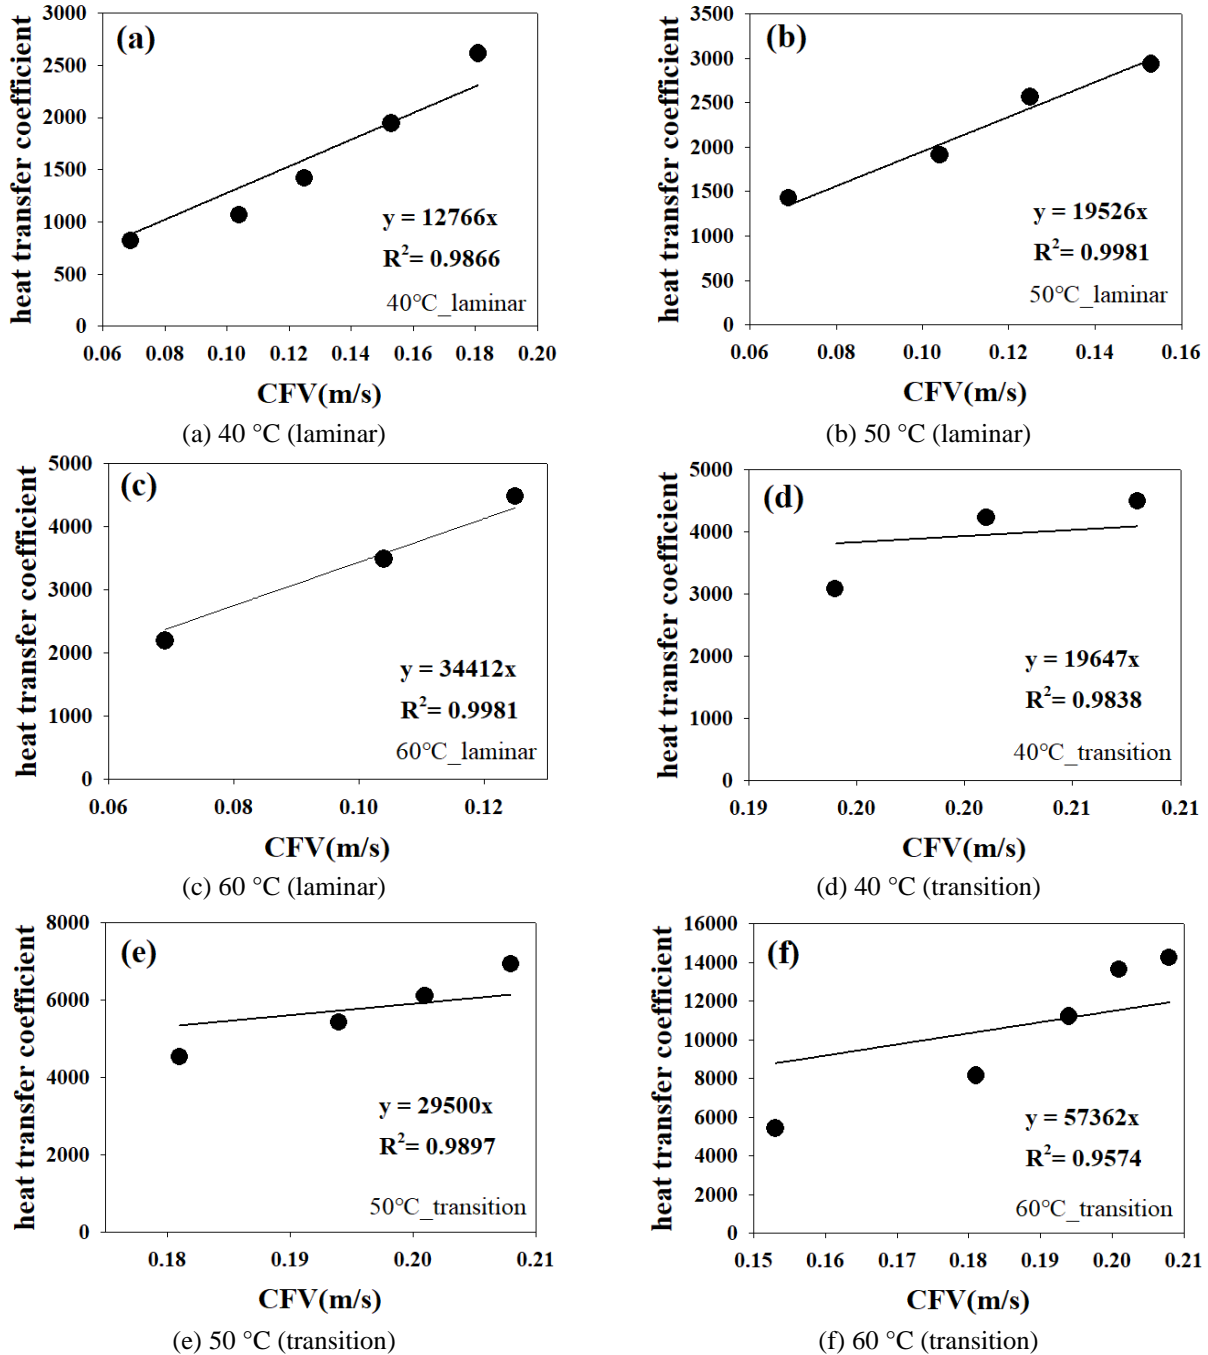 (a)
heat transfer coefficient
3000
2500
2000
1500
1000
500
0
y = 12766x
R²= 0.9866
40°C_laminar
0.06 0.08 0.10 0.12 0.14 0.16 0.18 0.20
CFV(m/s)
(a) 40 °C (laminar)
(b)
heat transfer coefficient
3500
3000
2500
2000
1500
1000
500
0
y = 19526x
R²= 0.9981
50°C_laminar
0.06 0.08 0.10 0.12 0.14 0.16
CFV(m/s)
(b) 50 °C (laminar)
(c)
heat transfer coefficient
5000
4000
3000
2000
1000
0
y = 34412x
R²= 0.9981
60°C_laminar
0.06 0.08 0.10 0.12
CFV(m/s)
(c) 60 °C (laminar)
(d)
heat transfer coefficient
5000
4000
3000
2000
1000
0
y = 19647x
R²= 0.9838
40°C_transition
0.19 0.20 0.20 0.21 0.21
CFV(m/s)
(d) 40 °C (transition)
(e)
heat transfer coefficient
8000
6000
4000
2000
0
y = 29500x
R²= 0.9897
50°C_transition
0.18 0.19 0.20 0.21
CFV(m/s)
(e) 50 °C (transition)
(f)
heat transfer coefficient
16000
14000
12000
10000
8000
6000
4000
2000
0
y = 57362x
R²= 0.9574
60°C_transition
0.15 0.16 0.17 0.18 0.19 0.20 0.21
CFV(m/s)
(f) 60 °C (transition)